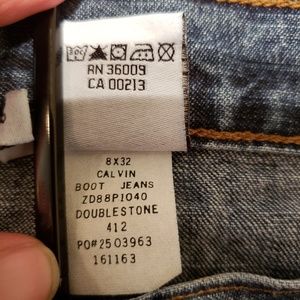 RN 36009
CA 00213
8X32
CALVIN
BOOT JEANS
ZD88P1040
DOUBLESTONE
412
PO#2503963
161163